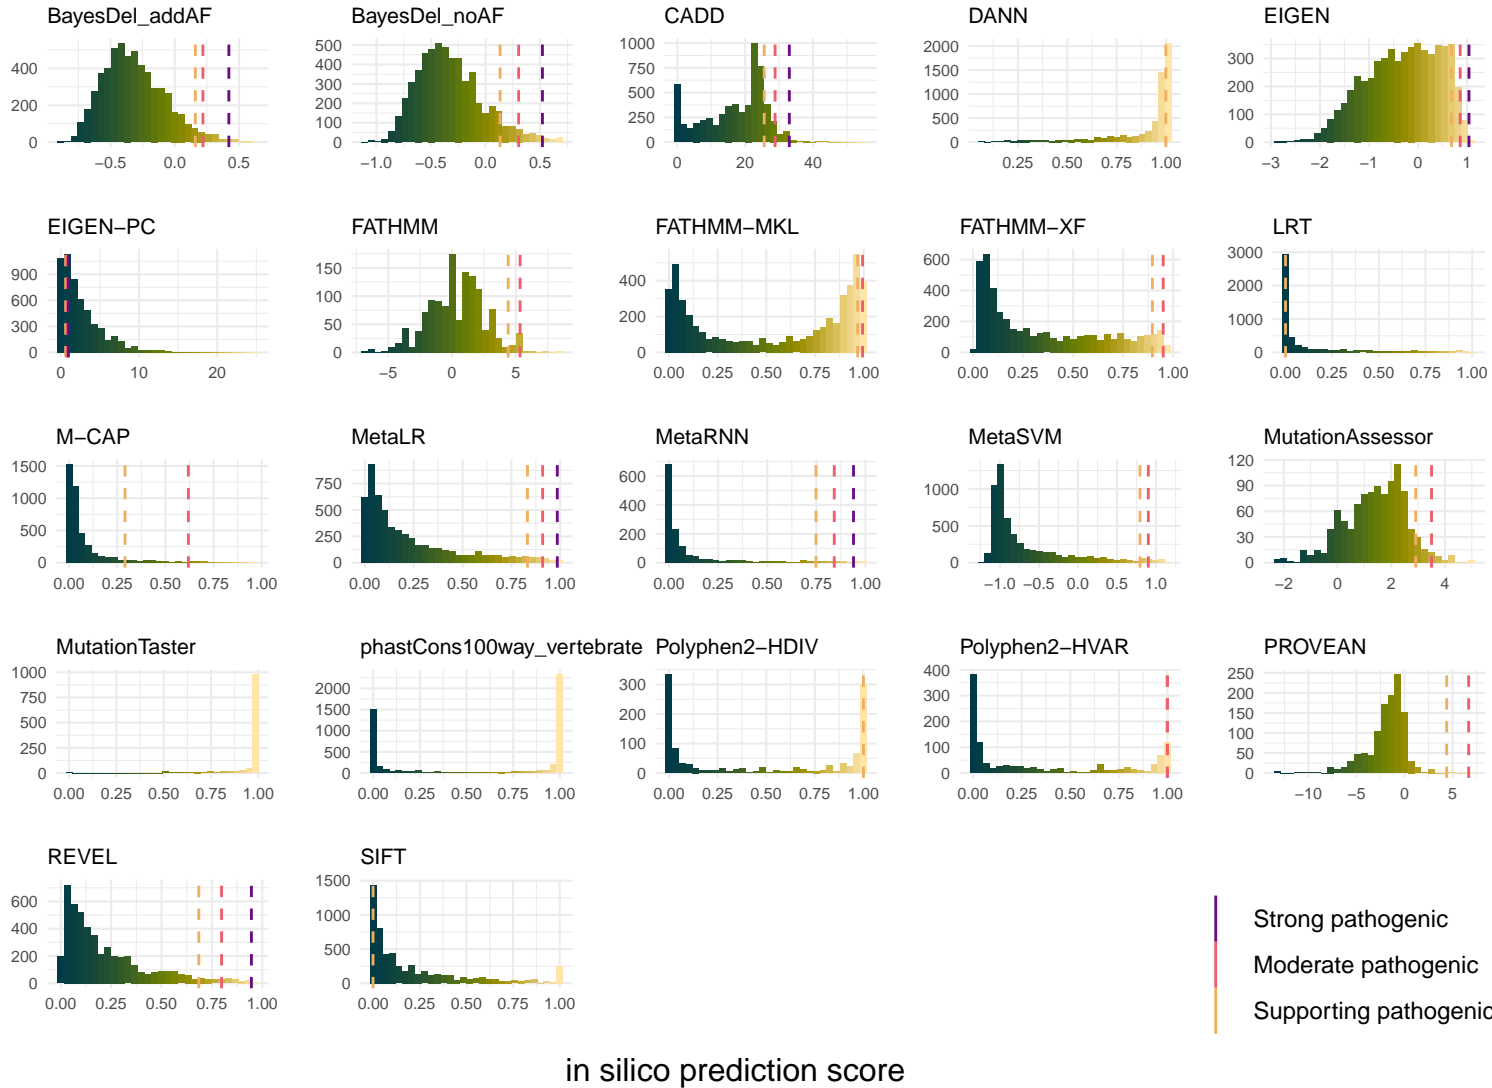 BayesDel_addAF BayesDel_noAF CADD DANN EIGEN
400 200 0 −0.5 0.0 0.5
500 400 300 200 100 0 −1.0 −0.5 0.0 0.5
1000 750 500 250 0 0 20 40
2000 1500 1000 500 0 0.25 0.50 0.75 1.00
300 200 100 0 −3 −2 −1 0 1
EIGEN−PC FATHMM FATHMM−MKL FATHMM−XF LRT
900 600 300 0 0 10 20
150 100 50 0 −5 0 5
400 200 0 0.00 0.25 0.50 0.75 1.00
600 400 200 0 0.00 0.25 0.50 0.75 1.00
3000 2000 1000 0 0.00 0.25 0.50 0.75 1.00
M−CAP MetaLR MetaRNN MetaSVM MutationAssessor
1500 1000 500 0 0.00 0.25 0.50 0.75 1.00
750 500 250 0 0.00 0.25 0.50 0.75 1.00
600 400 200 0 0.00 0.25 0.50 0.75 1.00
1000 500 0 −1.0 −0.5 0.0 0.5 1.0
120 90 60 30 0 −2 0 2 4
MutationTaster phastCons100way_vertebrate Polyphen2−HDIV Polyphen2−HVAR PROVEAN
1000 750 500 250 0 0.00 0.25 0.50 0.75 1.00
2000 1500 1000 500 0 0.00 0.25 0.50 0.75 1.00
300 200 100 0 0.00 0.25 0.50 0.75 1.00
400 300 200 100 0 0.00 0.25 0.50 0.75 1.00
250 200 150 100 50 0 −10 −5 0 5
REVEL SIFT
600 400 200 0 0.00 0.25 0.50 0.75 1.00
1500 1000 500 0 0.00 0.25 0.50 0.75 1.00
Strong pathogenic
Moderate pathogenic
Supporting pathogenic
in silico prediction score